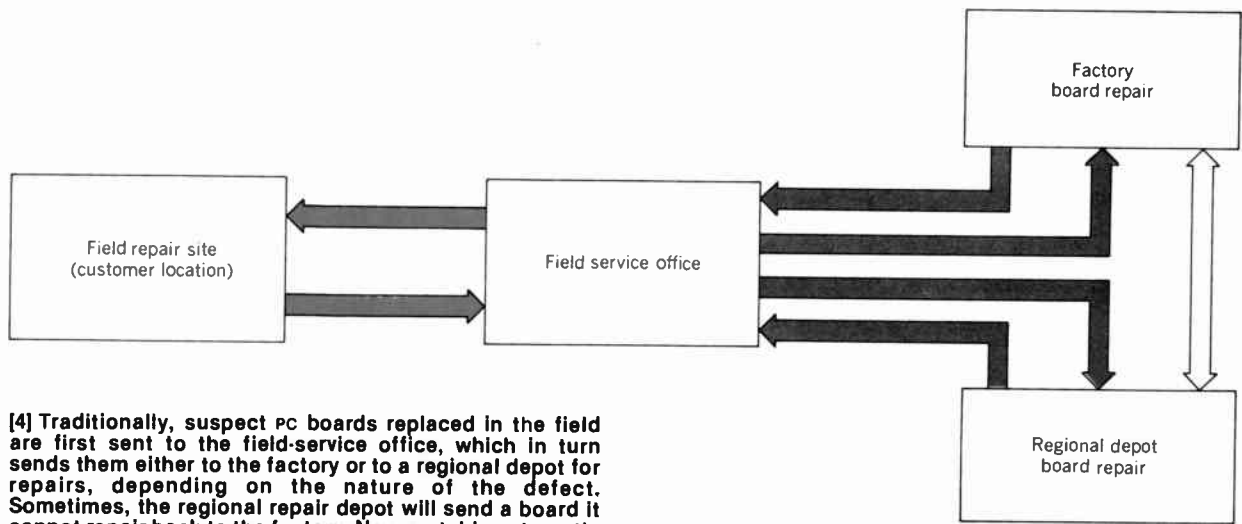 Factory
board repair
Field repair site
(customer location)
Field service office
Regional depot
board repair
[4] Traditionally, suspect PC boards replaced in the field
are first sent to the field-service office, which in turn
sends them either to the factory or to a regional depot for
repairs, depending on the nature of the defect.
Sometimes, the regional repair depot will send a board it